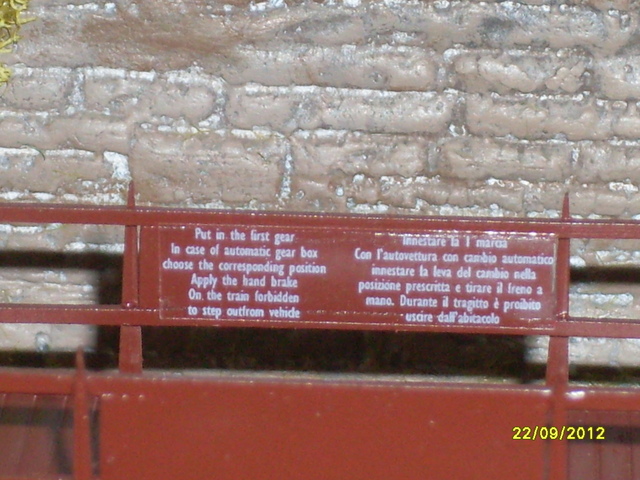 Put in the first gear
In case of automatic gear box
choose the corresponding position
Apply the hand brake
On the train forbidden
to step outfrom vehicle
Innestare la I marcia
Con l'autovettura con cambio automatico
innestare la leva del cambio nella
posizione prescritta e tirare il freno a
mano. Durante il tragitto è proibito
uscire dall'abitacolo
22/09/2012